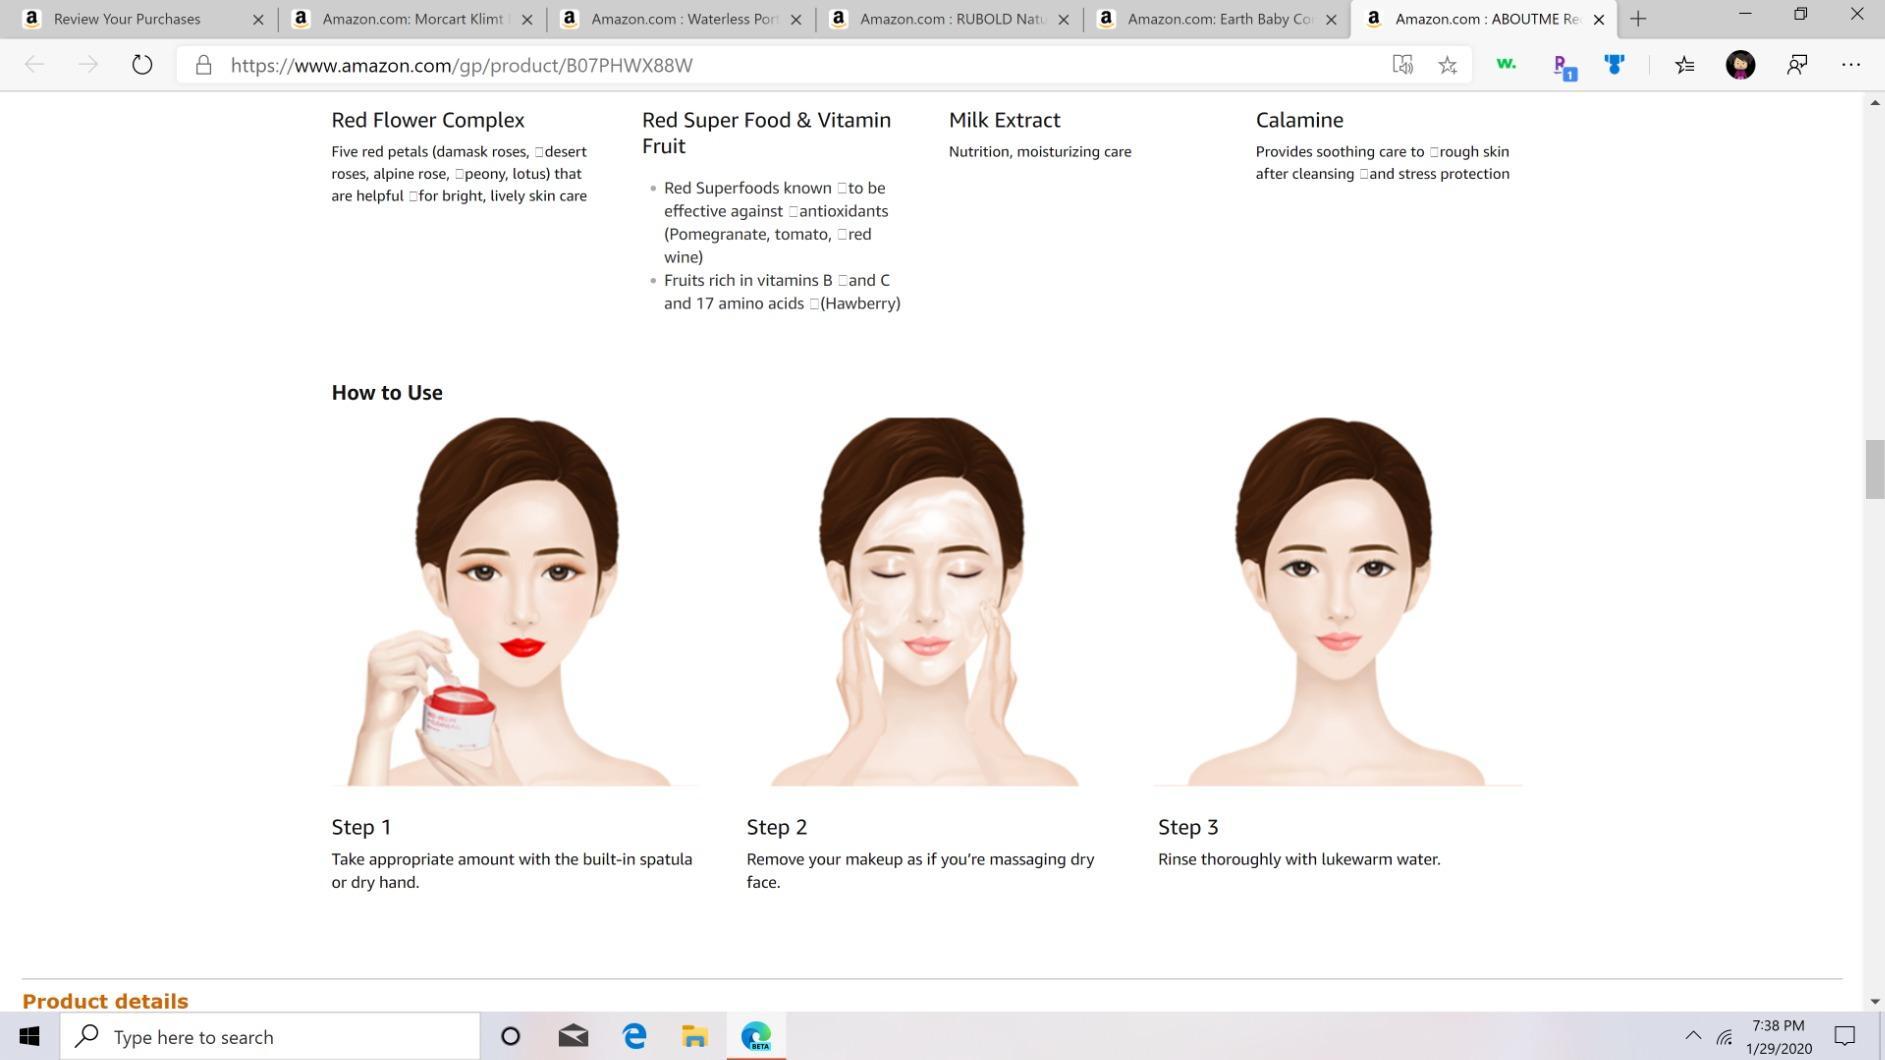 Review Your Purchases
Amazon.com: Morcart Klimt
Amazon.com : Waterless Port
Amazon.com : RUBOLD Natu
Amazon.com: Earth Baby Co
Amazon.com : ABOUTME Re
https://www.amazon.com/gp/product/B07PHWX88W
w.
R
1
Red Flower Complex
Five red petals (damask roses, □desert
roses, alpine rose, □peony, lotus) that
are helpful □for bright, lively skin care
Red Super Food & Vitamin
Fruit
• Red Superfoods known □to be
effective against □antioxidants
(Pomegranate, tomato, □red
wine)
• Fruits rich in vitamins B □and C
and 17 amino acids □(Hawberry)
Milk Extract
Nutrition, moisturizing care
Calamine
Provides soothing care to □rough skin
after cleansing □and stress protection
How to Use
Step 1
Take appropriate amount with the built-in spatula
or dry hand.
Step 2
Remove your makeup as if you’re massaging dry
face.
Step 3
Rinse thoroughly with lukewarm water.
Product details
Type here to search
BETA
7:38 PM
1/29/2020